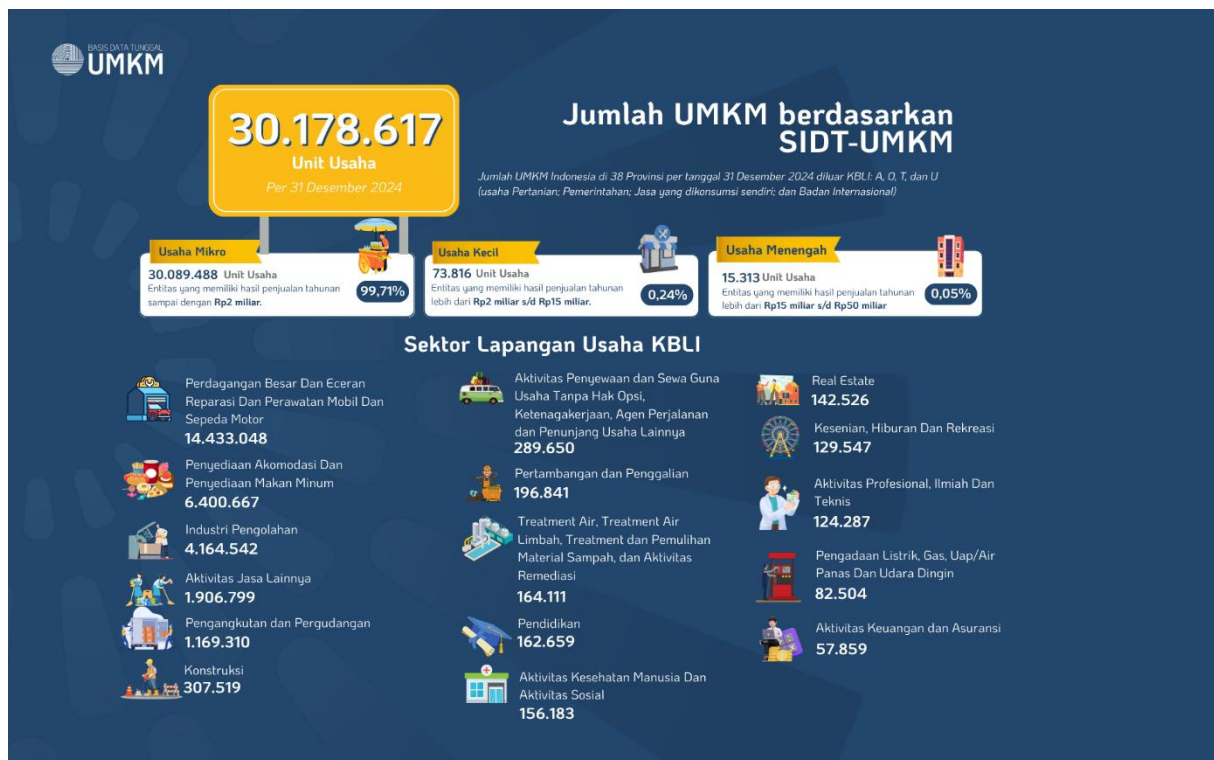 BASIS DATA TUNGGAL
UMKM
30.178.617
Unit Usaha
Per 31 Desember 2024
Jumlah UMKM berdasarkan
SIDT-UMKM
Jumlah UMKM Indonesia di 38 Provinsi per tanggal 31 Desember 2024 diluar KBLI: A, O, T, dan U
(usaha Pertanian; Pemerintahan; Jasa yang dikonsumsi sendiri; dan Badan Internasional)
Usaha Mikro
30.089.488 Unit Usaha
Entitas yang memiliki hasil penjualan tahunan
sampai dengan Rp2 miliar.
99,71%
Usaha Kecil
73.816 Unit Usaha
Entitas yang memiliki hasil penjualan tahunan
lebih dari Rp2 miliar s/d Rp15 miliar.
0,24%
Usaha Menengah
15.313 Unit Usaha
Entitas yang memiliki hasil penjualan tahunan
lebih dari Rp15 miliar s/d Rp50 miliar
0,05%
Sektor Lapangan Usaha KBLI
Perdagangan Besar Dan Eceran
Reparasi Dan Perawatan Mobil Dan
Sepeda Motor
14.433.048
Penyediaan Akomodasi Dan
Penyediaan Makan Minum
6.400.667
Industri Pengolahan
4.164.542
Aktivitas Jasa Lainnya
1.906.799
Pengangkutan dan Pergudangan
1.169.310
Konstruksi
307.519
Aktivitas Penyewaan dan Sewa Guna
Usaha Tanpa Hak Opsi,
Ketenagakerjaan, Agen Perjalanan
dan Penunjang Usaha Lainnya
289.650
Pertambangan dan Penggalian
196.841
Treatment Air, Treatment Air
Limbah, Treatment dan Pemulihan
Material Sampah, dan Aktivitas
Remediasi
164.111
Pendidikan
162.659
Aktivitas Kesehatan Manusia Dan
Aktivitas Sosial
156.183
Real Estate
142.526
Kesenian, Hiburan Dan Rekreasi
129.547
Aktivitas Profesional, Ilmiah Dan
Teknis
124.287
Pengadaan Listrik, Gas, Uap/Air
Panas Dan Udara Dingin
82.504
Aktivitas Keuangan dan Asuransi
57.859